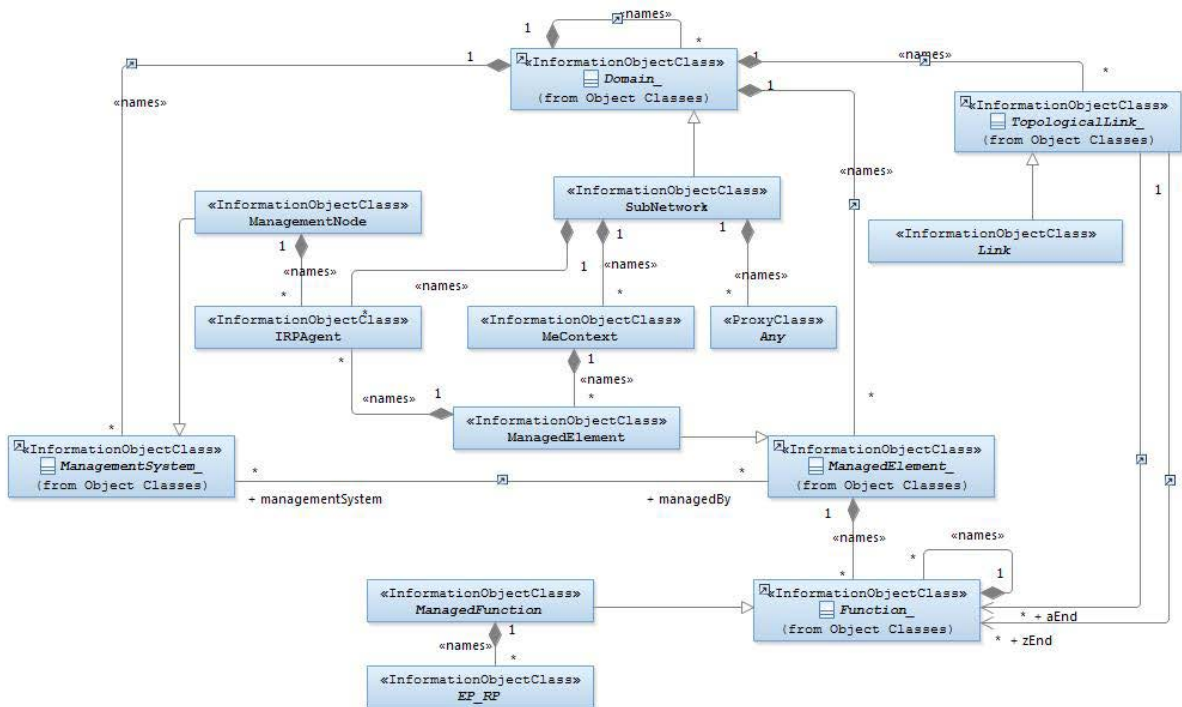 «names»
1
*
1
«InformationObjectClass»
Domain_
(from Object Classes)
1
«names»
*
1
«names»
«InformationObjectClass»
TopologicalLink_
(from Object Classes)
«names»
1
«InformationObjectClass»
SubNetwork
«InformationObjectClass»
ManagementNode
«InformationObjectClass»
Link
1
«names»
*
1
«names»
*
1
«names»
*
1
*
«InformationObjectClass»
IRPAgent
*
«InformationObjectClass»
MeContext
«ProxyClass»
Any
1
«names»
*
«names»
1
*
«InformationObjectClass»
ManagedElement
*
«InformationObjectClass»
ManagementSystem_
(from Object Classes)
*
+ managementSystem
*
+ managedBy
«InformationObjectClass»
ManagedElement_
(from Object Classes)
1
«names»
*
«names»
*
1
«InformationObjectClass»
ManagedFunction
«InformationObjectClass»
Function_
(from Object Classes)
* + aEnd
* + zEnd
1
«names»
*
«InformationObjectClass»
EP_RP